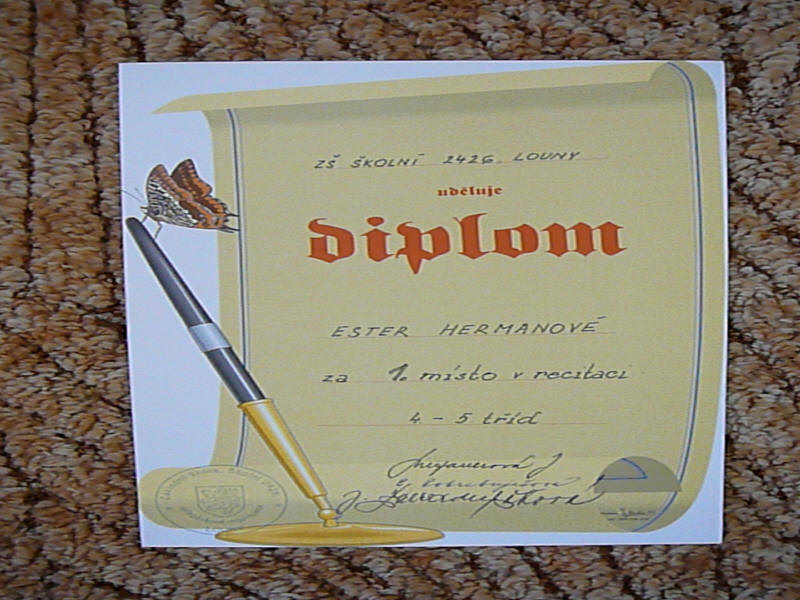 ZŠ ŠKOLNÍ 2426 LOUNY
uděluje
diplom
ESTER HERMANOVÉ
za 1. místo v recitaci
4. - 5 tříd